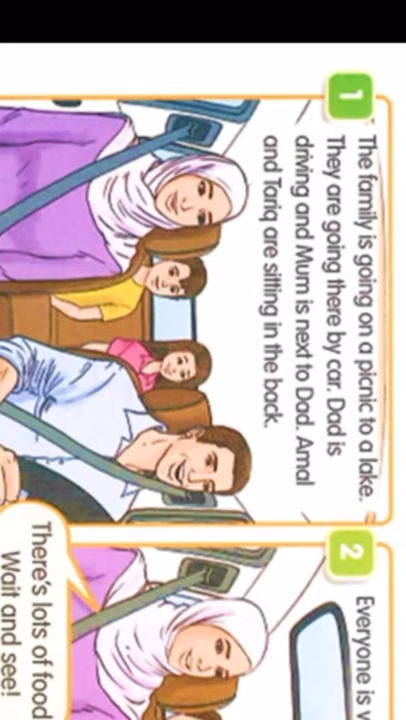 1
The family is going on a picnic to a lake.
They are going there by car. Dad is
driving and Mum is next to Dad. Amal
and Tariq are sitting in the back.
2
Everyone is
There's lots of food
Wait and see!